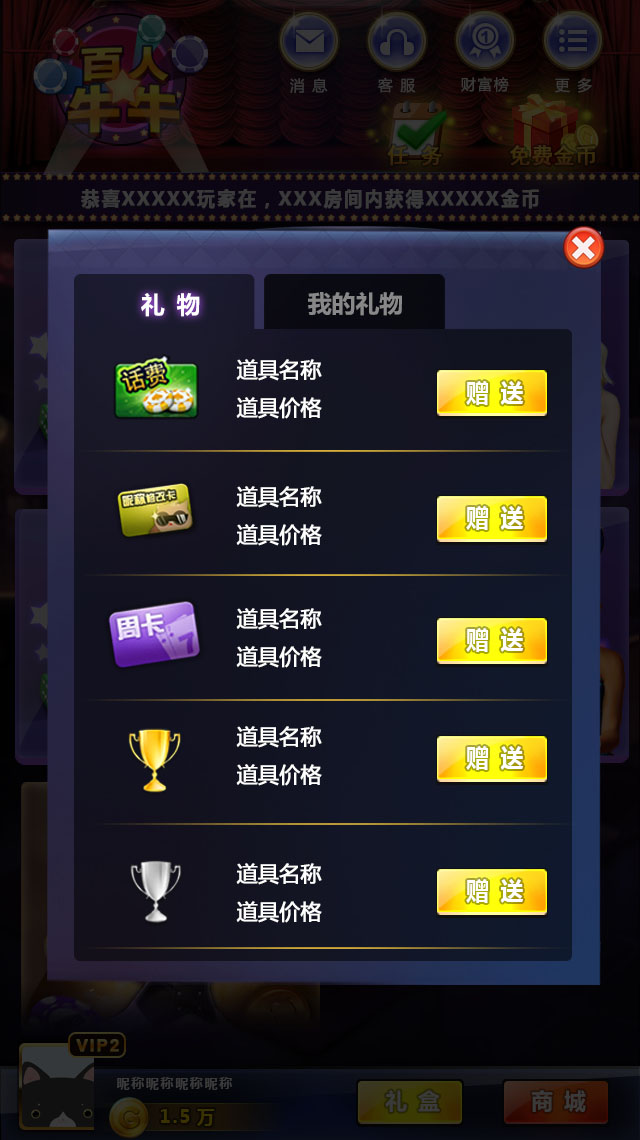 百人
牛牛
消息
客服
财富榜
更多
任务
免费金币
恭喜XXXXX玩家在，XXX房间内获得XXXXX金币
礼物
我的礼物
话费
道具名称
道具价格
赠送
昵称修改卡
道具名称
道具价格
赠送
周卡
7
道具名称
道具价格
赠送
道具名称
道具价格
赠送
道具名称
道具价格
赠送
VIP2
昵称昵称昵称昵称
G 1.5万
礼盒
商城